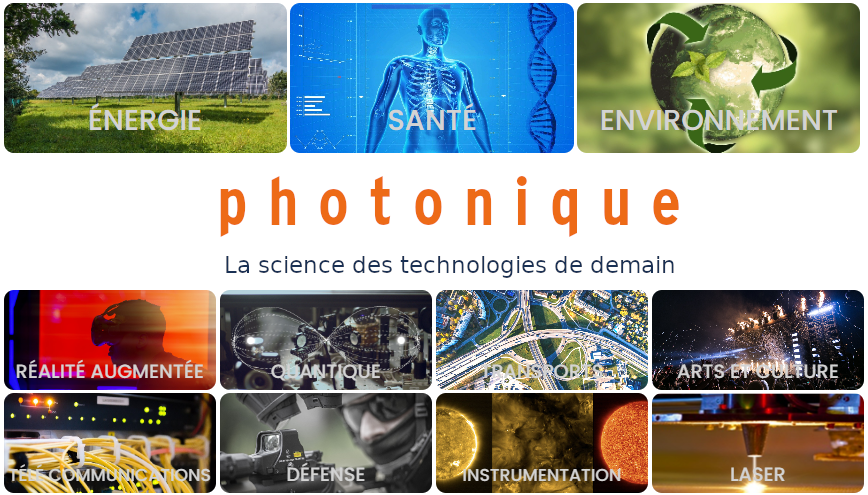 ÉNERGIE
SANTÉ
ENVIRONNEMENT
photonique
La science des technologies de demain
RÉALITÉ AUGMENTÉE
QUANTIQUE
TRANSPORTS
ARTS ET CULTURE
TÉLÉCOMMUNICATIONS
DÉFENSE
INSTRUMENTATION
LASER